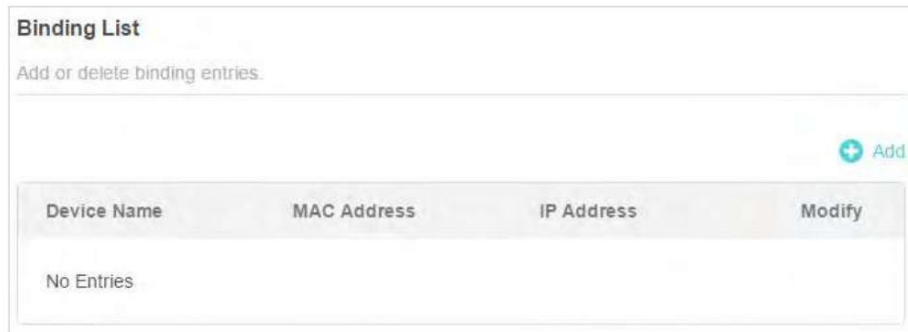 Binding List
Add or delete binding entries.
Add
Device Name MAC Address IP Address Modify
No Entries